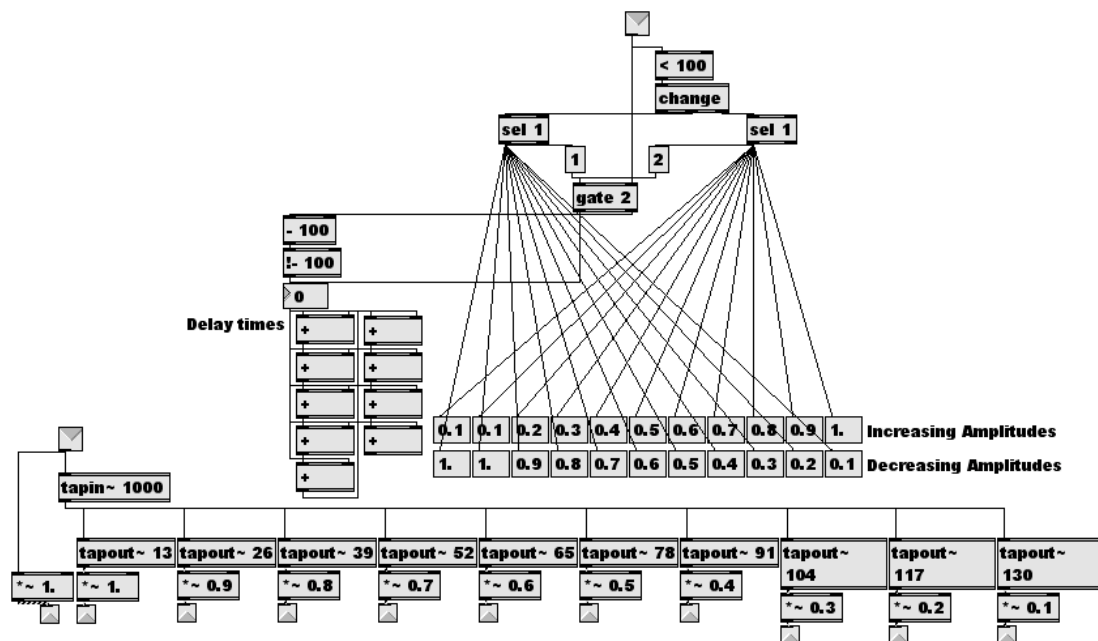 < 100
change
sel 1 sel 1
1 2
gate 2
- 100
!- 100
0
Delay times
+ +
+ +
+ +
+ +
+
0.1 0.1 0.2 0.3 0.4 0.5 0.6 0.7 0.8 0.9 1. Increasing Amplitudes
1. 1. 0.9 0.8 0.7 0.6 0.5 0.4 0.3 0.2 0.1 Decreasing Amplitudes
tapin~ 1000
tapout~ 13 tapout~ 26 tapout~ 39 tapout~ 52 tapout~ 65 tapout~ 78 tapout~ 91 tapout~ tapout~ tapout~
104 117 130
*~ 1. *~ 1. *~ 0.9 *~ 0.8 *~ 0.7 *~ 0.6 *~ 0.5 *~ 0.4
*~ 0.3 *~ 0.2 *~ 0.1